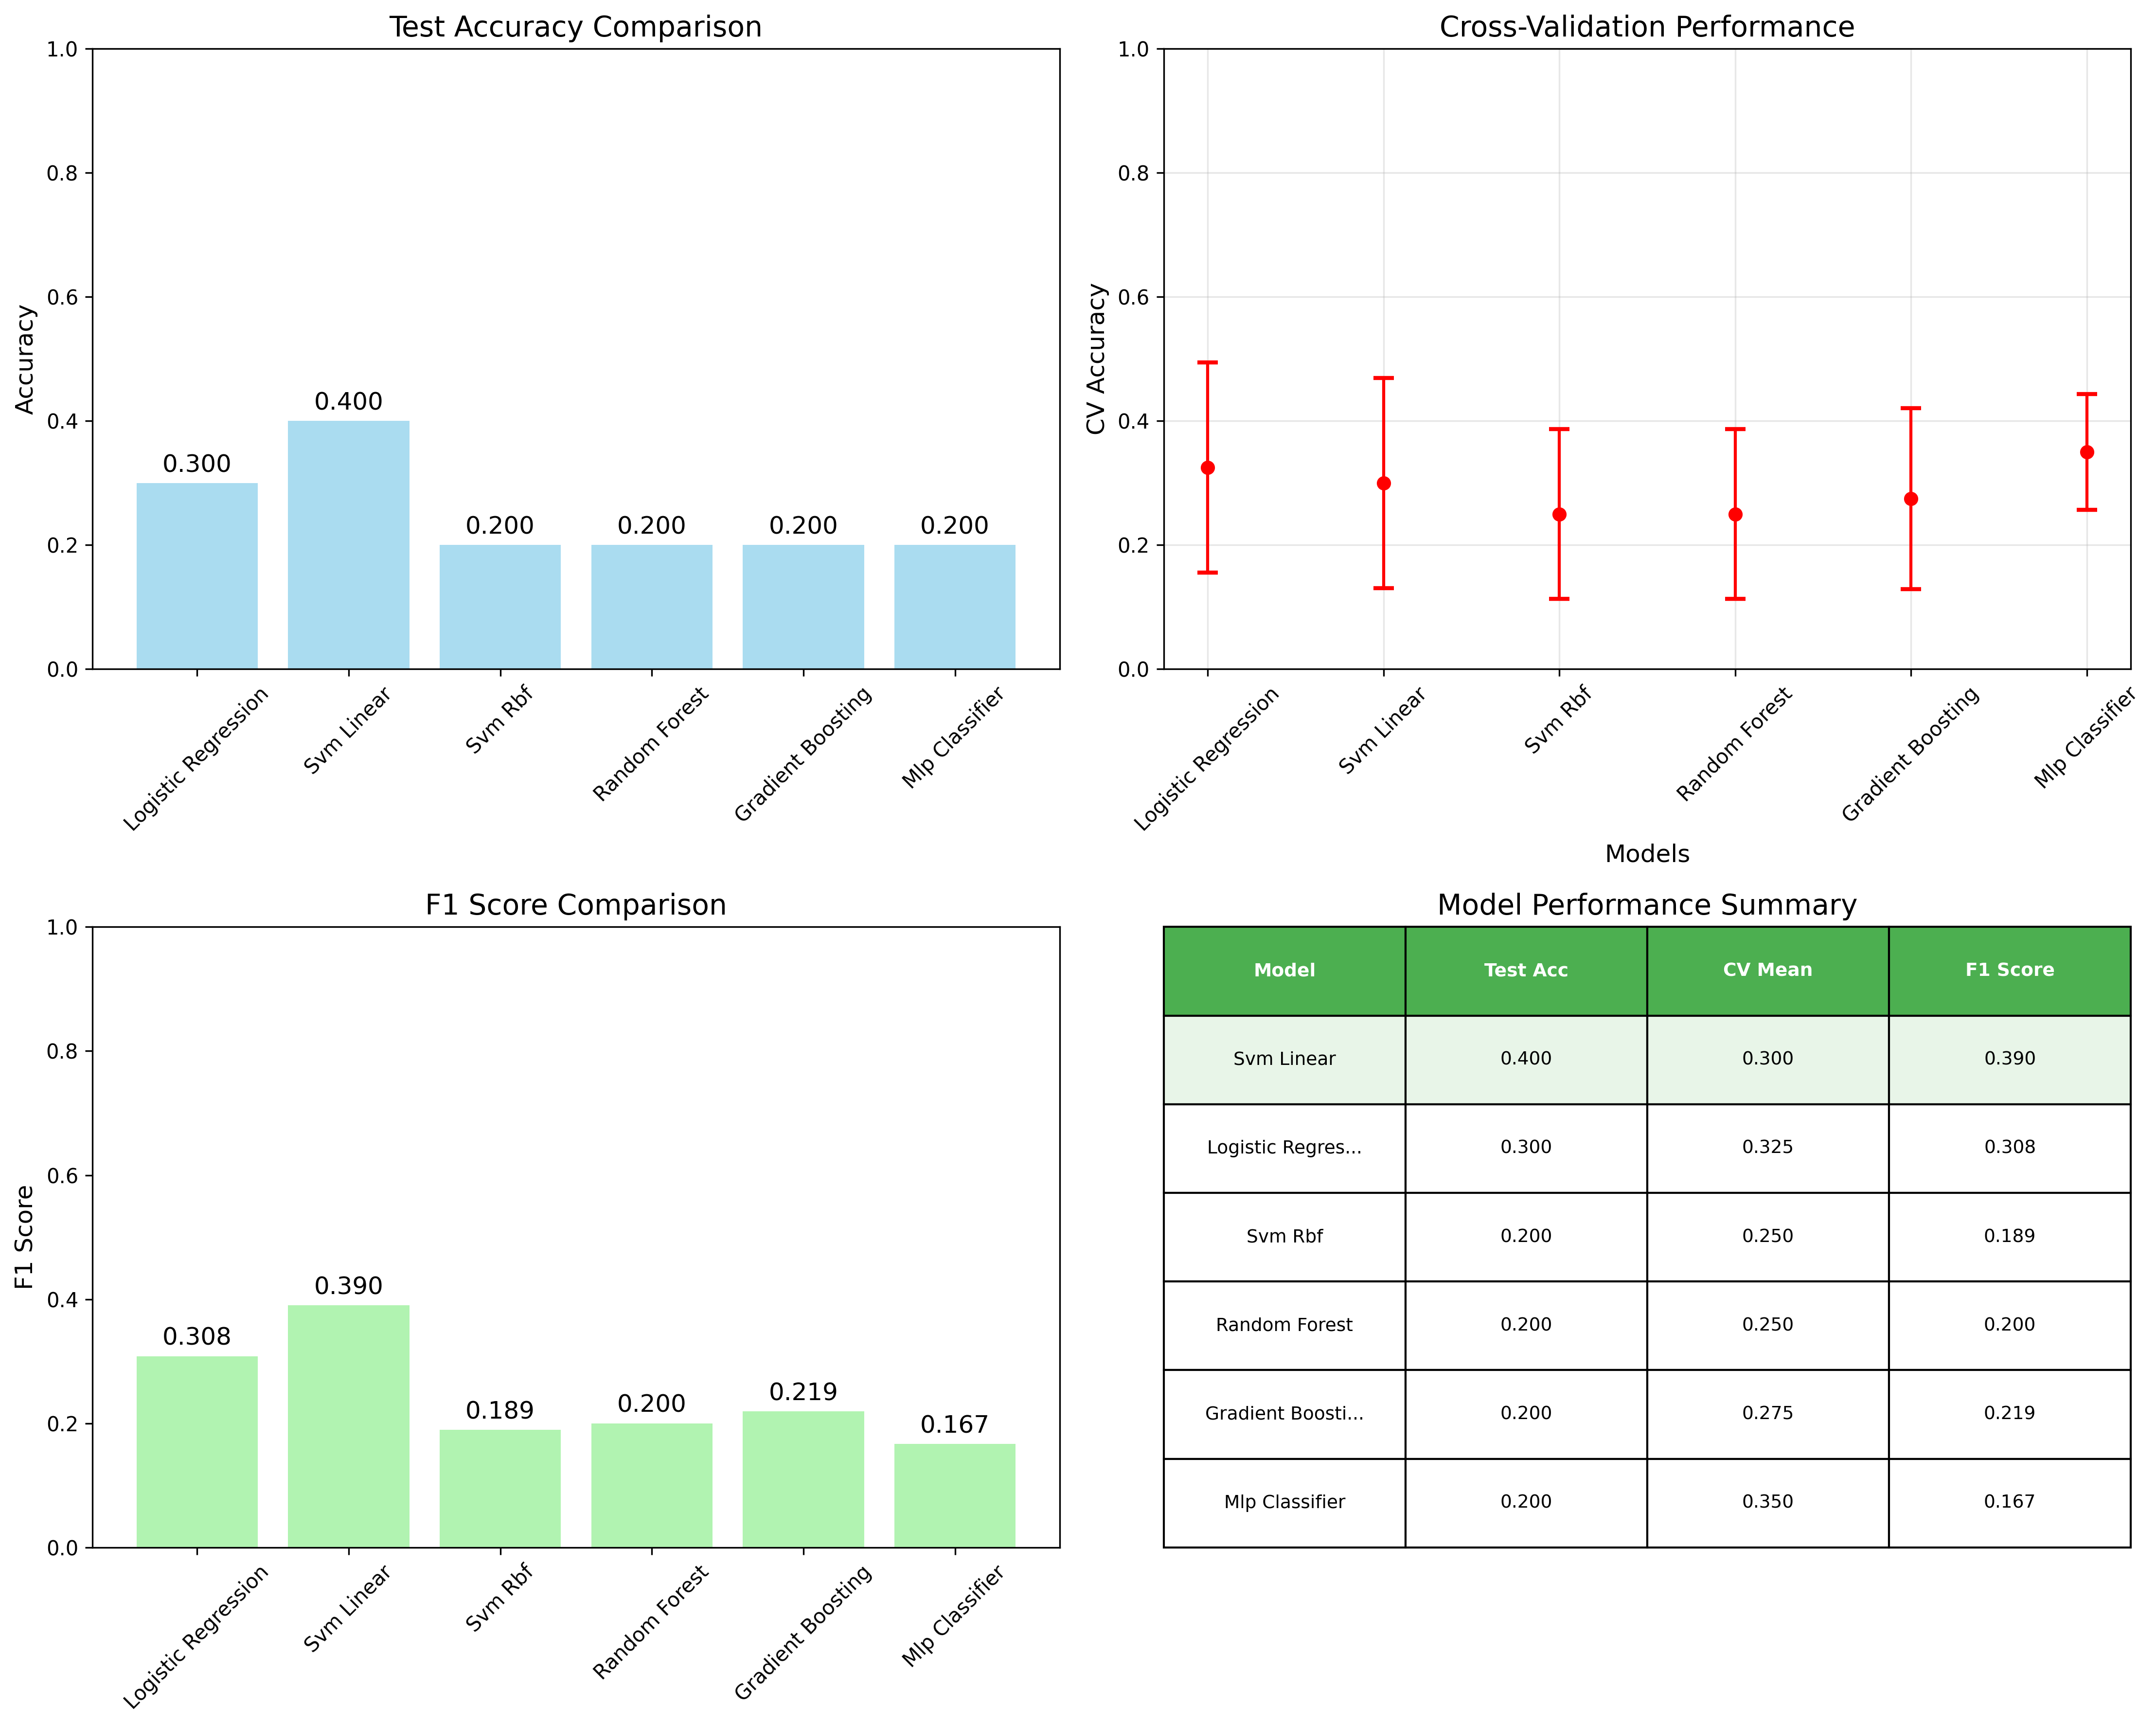 Test Accuracy Comparison
Accuracy
1.0
0.8
0.6
0.4
0.2
0.0
0.300
0.400
0.200
0.200
0.200
0.200
Logistic Regression
Svm Linear
Svm Rbf
Random Forest
Gradient Boosting
Mlp Classifier
Cross-Validation Performance
CV Accuracy
1.0
0.8
0.6
0.4
0.2
0.0
Logistic Regression
Svm Linear
Svm Rbf
Random Forest
Gradient Boosting
Mlp Classifier
Models
F1 Score Comparison
F1 Score
1.0
0.8
0.6
0.4
0.2
0.0
0.308
0.390
0.189
0.200
0.219
0.167
Logistic Regression
Svm Linear
Svm Rbf
Random Forest
Gradient Boosting
Mlp Classifier
Model Performance Summary
Model Test Acc CV Mean F1 Score
Svm Linear 0.400 0.300 0.390
Logistic Regres... 0.300 0.325 0.308
Svm Rbf 0.200 0.250 0.189
Random Forest 0.200 0.250 0.200
Gradient Boosti... 0.200 0.275 0.219
Mlp Classifier 0.200 0.350 0.167